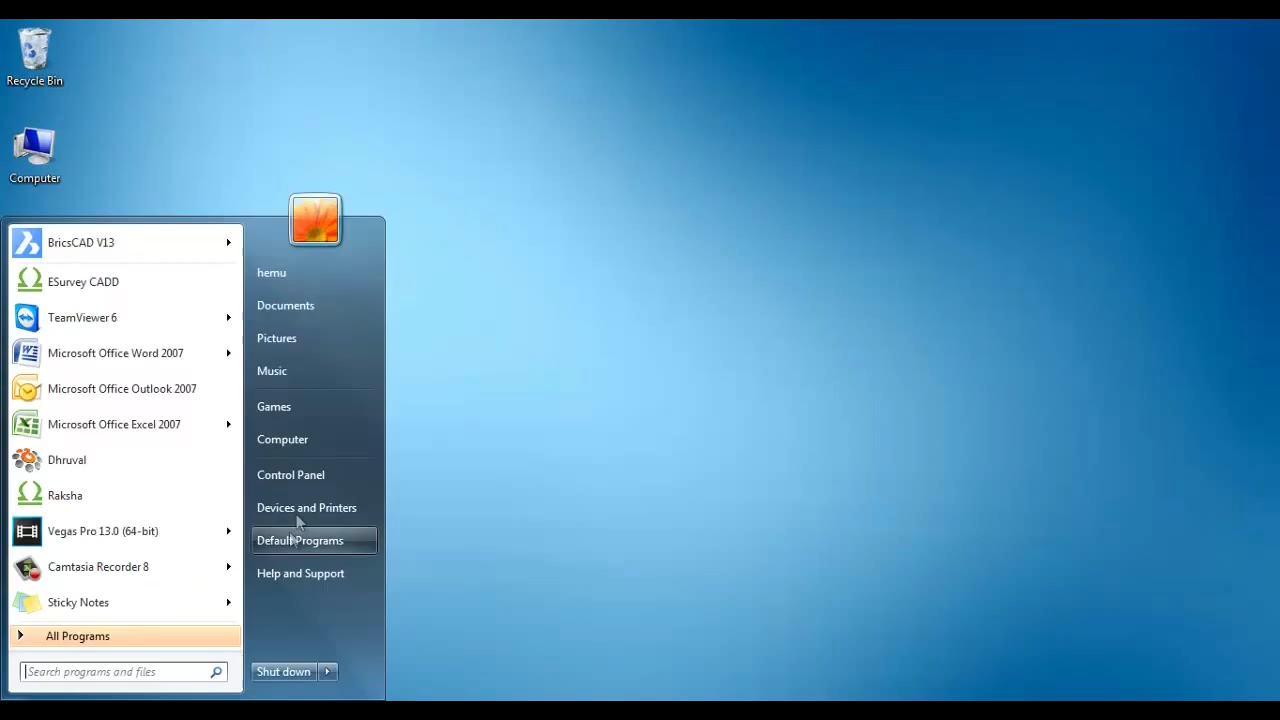 Recycle Bin
Computer
BricsCAD V13
ESurvey CADD
TeamViewer 6
Microsoft Office Word 2007
Microsoft Office Outlook 2007
Microsoft Office Excel 2007
Dhruval
Raksha
Vegas Pro 13.0 (64-bit)
Camtasia Recorder 8
Sticky Notes
All Programs
Search programs and files
hemu
Documents
Pictures
Music
Games
Computer
Control Panel
Devices and Printers
Default Programs
Help and Support
Shut down